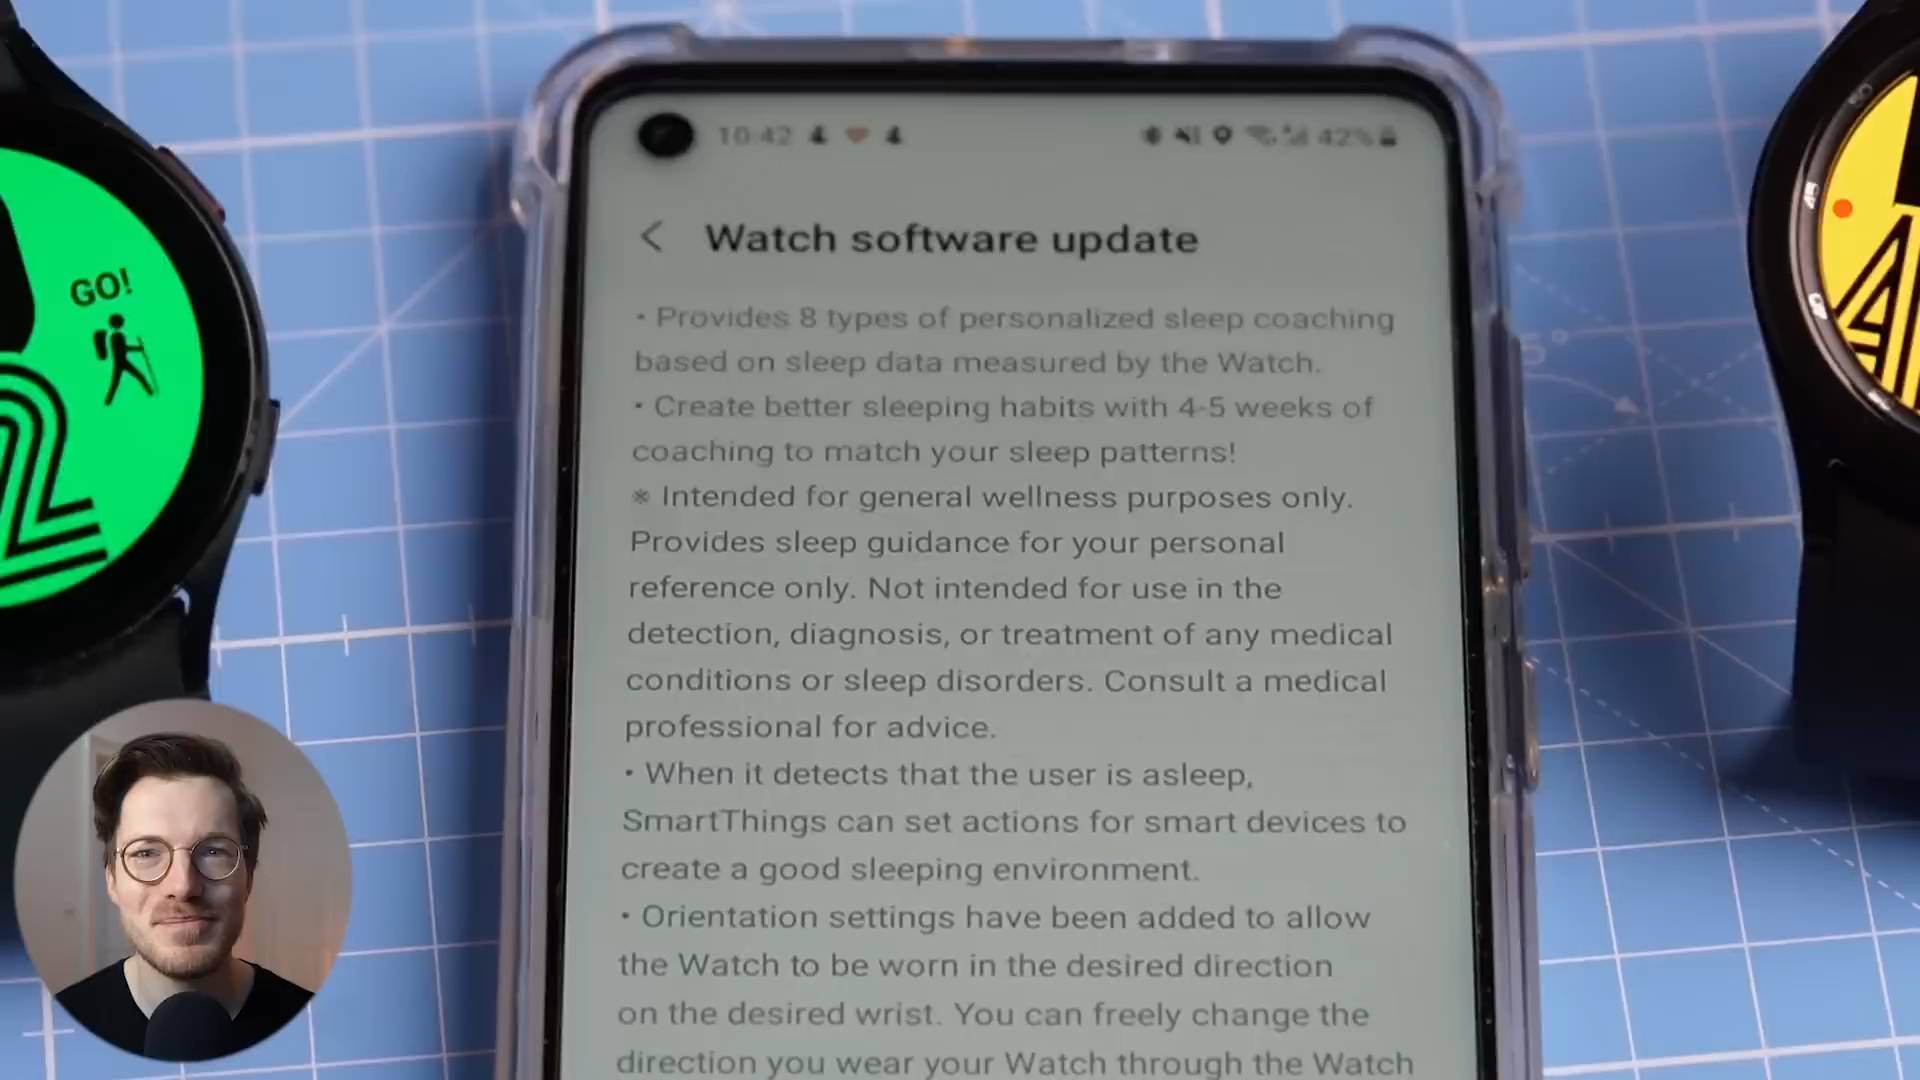 10:42
42%
Watch software update
• Provides 8 types of personalized sleep coaching
based on sleep data measured by the Watch.
• Create better sleeping habits with 4-5 weeks of
coaching to match your sleep patterns!
※ Intended for general wellness purposes only.
Provides sleep guidance for your personal
reference only. Not intended for use in the
detection, diagnosis, or treatment of any medical
conditions or sleep disorders. Consult a medical
professional for advice.
• When it detects that the user is asleep,
SmartThings can set actions for smart devices to
create a good sleeping environment.
• Orientation settings have been added to allow
the Watch to be worn in the desired direction
on the desired wrist. You can freely change the
direction you wear your Watch through the Watch
GO!
2
50
45
40
4